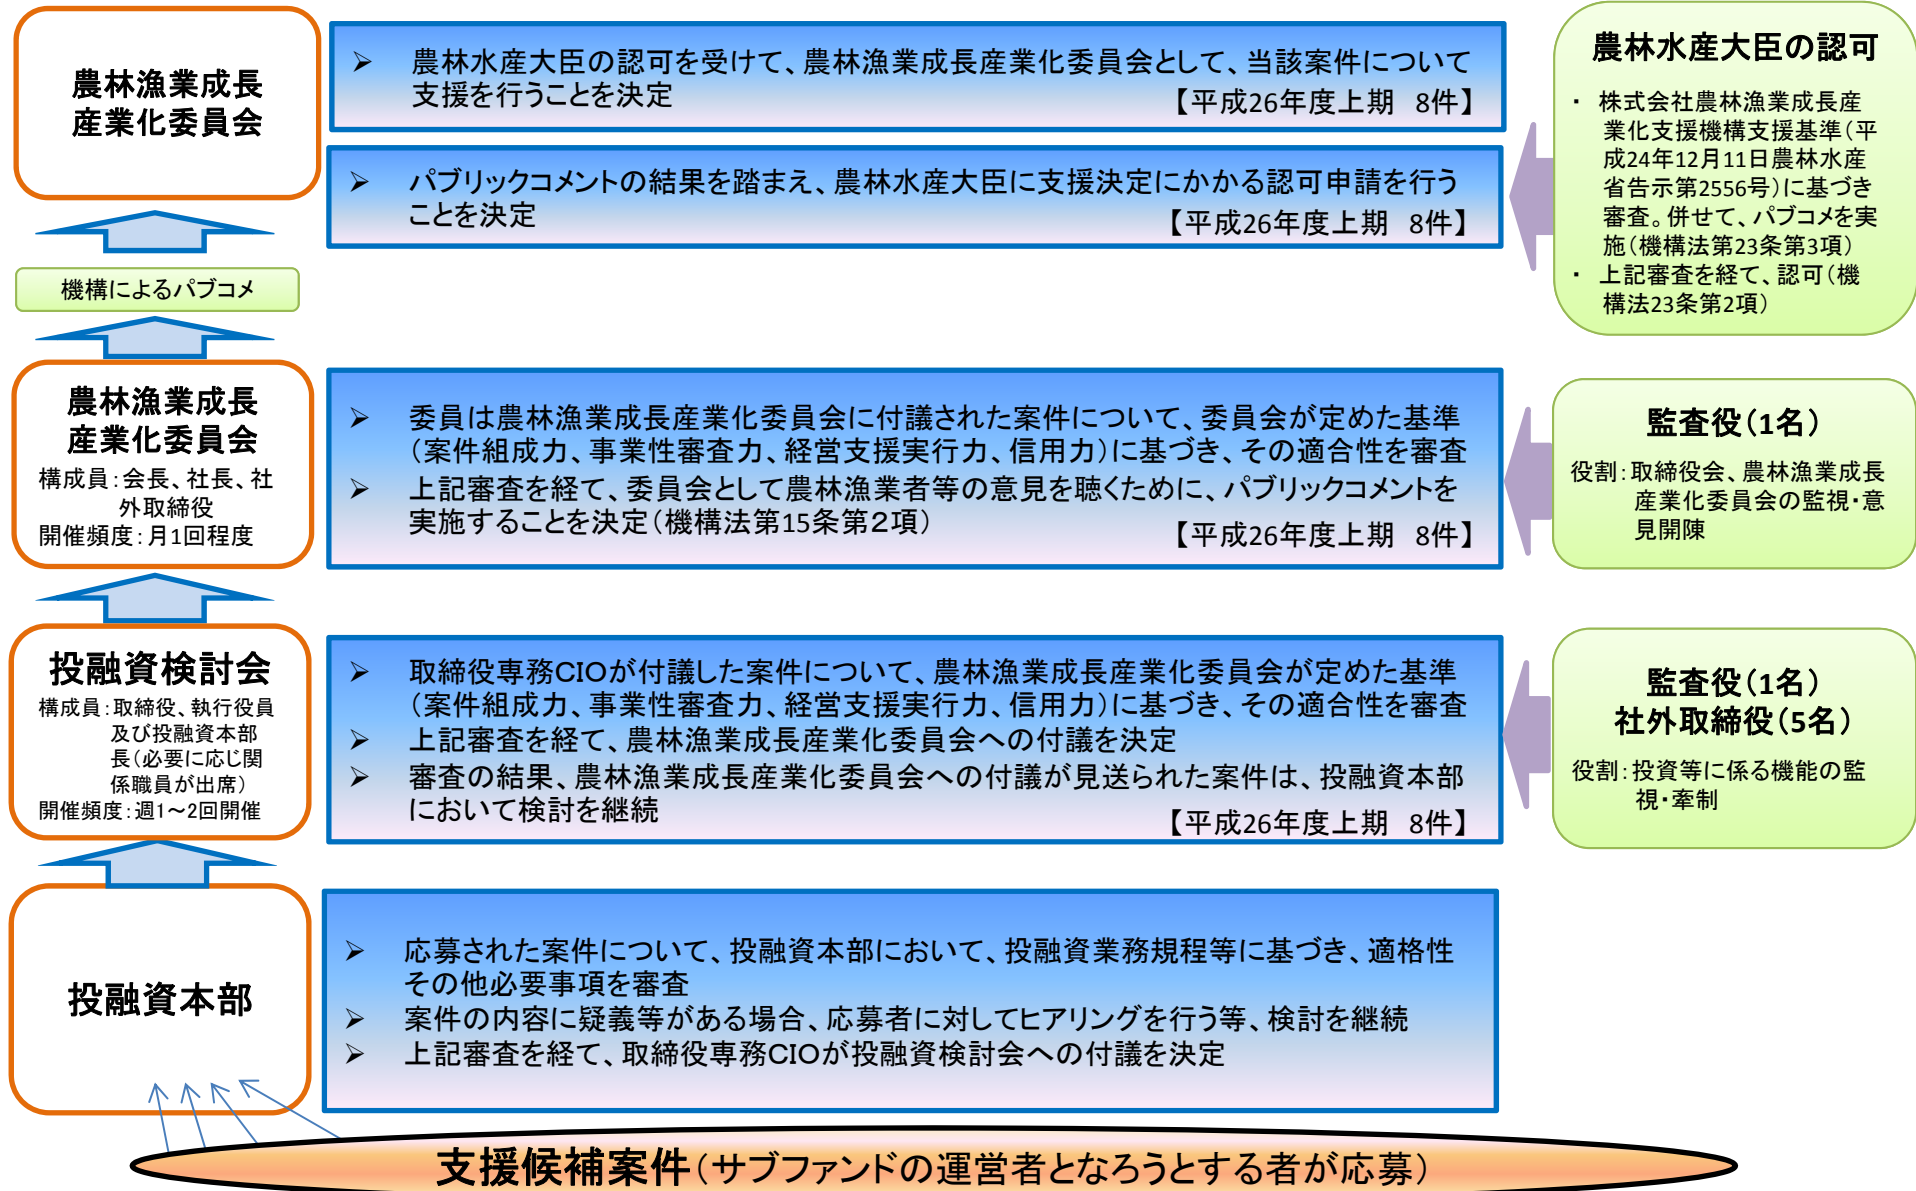 農林漁業成長
産業化委員会
➢ 農林水産大臣の認可を受けて、農林漁業成長産業化委員会として、当該案件について
支援を行うことを決定
【平成26年度上期 8件】
➢ パブリックコメントの結果を踏まえ、農林水産大臣に支援決定にかかる認可申請を行う
ことを決定
【平成26年度上期 8件】
農林水産大臣の認可
・ 株式会社農林漁業成長産
業化支援機構支援基準（平
成24年12月11日農林水産
省告示第2556号）に基づき
審査。併せて、パブコメを実
施（機構法第23条第3項）
・ 上記審査を経て、認可（機
構法23条第2項）
機構によるパブコメ
農林漁業成長
産業化委員会
構成員：会長、社長、社
外取締役
開催頻度：月1回程度
➢ 委員は農林漁業成長産業化委員会に付議された案件について、委員会が定めた基準
（案件組成力、事業性審査力、経営支援実行力、信用力）に基づき、その適合性を審査
➢ 上記審査を経て、委員会として農林漁業者等の意見を聴くために、パブリックコメントを
実施することを決定（機構法第15条第２項）
【平成26年度上期 8件】
監査役（1名）
役割：取締役会、農林漁業成長
産業化委員会の監視・意
見開陳
投融資検討会
構成員：取締役、執行役員
及び投融資本部
長（必要に応じ関
係職員が出席）
開催頻度：週1～2回開催
➢ 取締役専務CIOが付議した案件について、農林漁業成長産業化委員会が定めた基準
（案件組成力、事業性審査力、経営支援実行力、信用力）に基づき、その適合性を審査
➢ 上記審査を経て、農林漁業成長産業化委員会への付議を決定
➢ 審査の結果、農林漁業成長産業化委員会への付議が見送られた案件は、投融資本部
において検討を継続
【平成26年度上期 8件】
監査役（1名）
社外取締役（5名）
役割：投資等に係る機能の監
視・牽制
投融資本部
➢ 応募された案件について、投融資本部において、投融資業務規程等に基づき、適格性
その他必要事項を審査
➢ 案件の内容に疑義等がある場合、応募者に対してヒアリングを行う等、検討を継続
➢ 上記審査を経て、取締役専務CIOが投融資検討会への付議を決定
支援候補案件（サブファンドの運営者となろうとする者が応募）